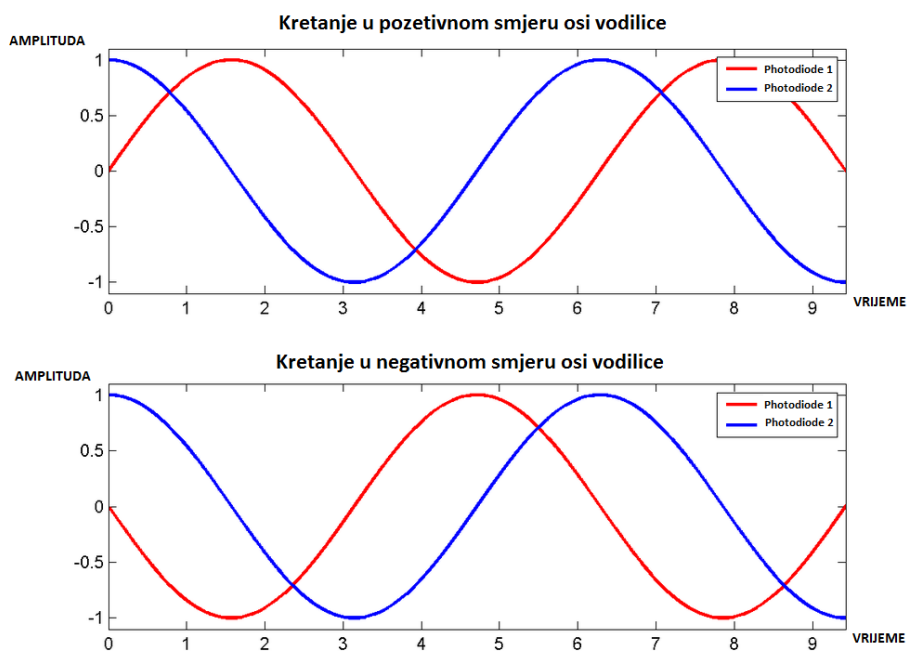 Kretanje u pozetivnom smjeru osi vodilice
AMPLITUDA
1
0.5
0
-0.5
-1
Photodiode 1
Photodiode 2
0 1 2 3 4 5 6 7 8 9
VRIJEME
Kretanje u negativnom smjeru osi vodilice
AMPLITUDA
1
0.5
0
-0.5
-1
Photodiode 1
Photodiode 2
0 1 2 3 4 5 6 7 8 9
VRIJEME